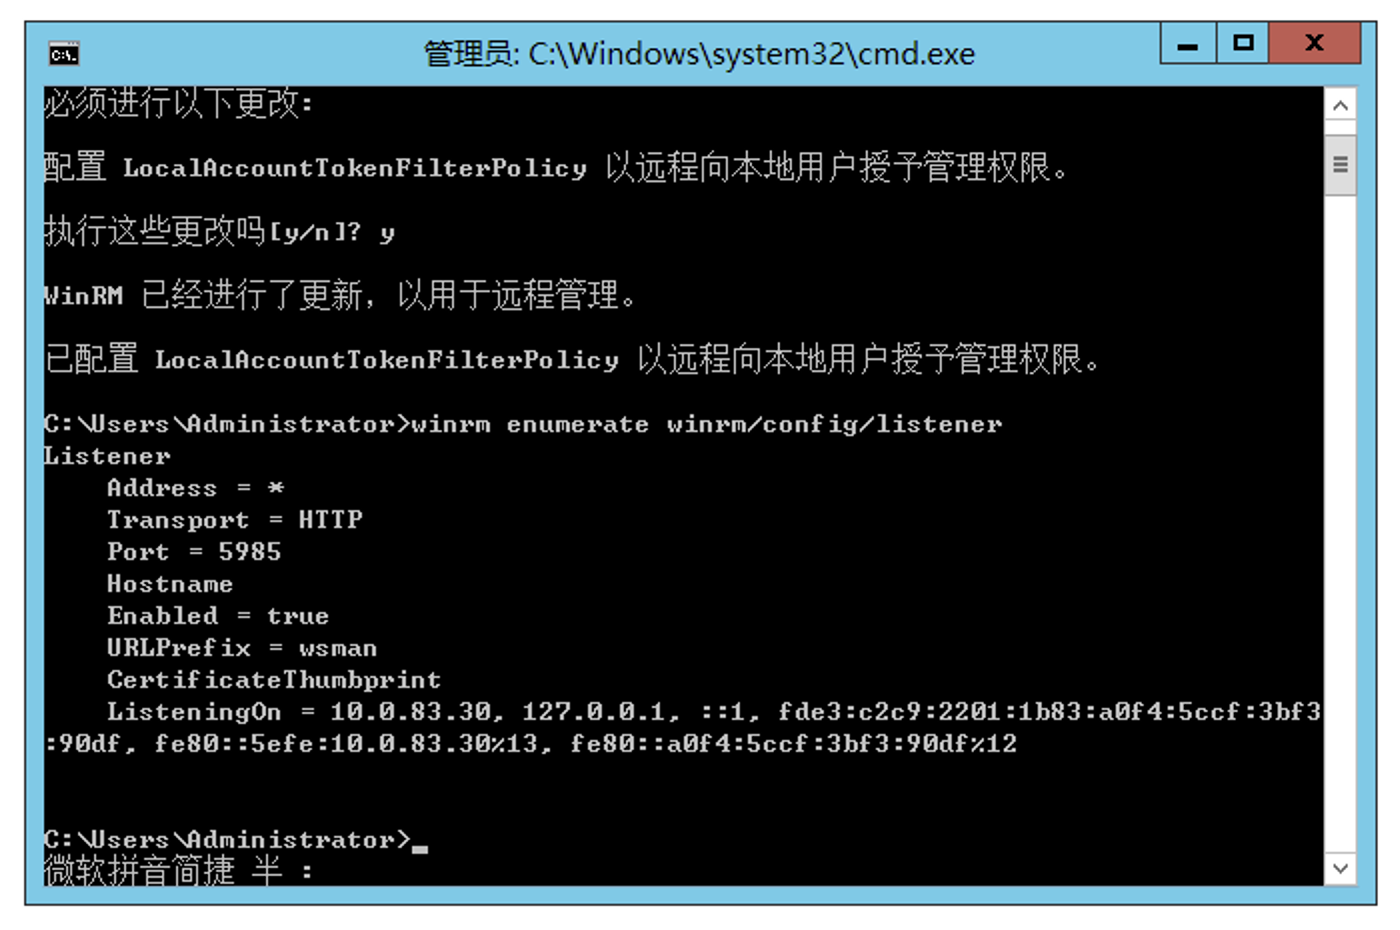 管理员: C:\Windows\system32\cmd.exe
必须进行以下更改:
配置 LocalAccountTokenFilterPolicy 以远程向本地用户授予管理权限。
执行这些更改吗[y/n]? y
WinRM 已经进行了更新，以用于远程管理。
已配置 LocalAccountTokenFilterPolicy 以远程向本地用户授予管理权限。
C:\Users\Administrator>winrm enumerate winrm/config/listener
Listener
    Address = *
    Transport = HTTP
    Port = 5985
    Hostname
    Enabled = true
    URLPrefix = wsman
    CertificateThumbprint
    ListeningOn = 10.0.83.30, 127.0.0.1, ::1, fde3:c2c9:2201:1b83:a0f4:5ccf:3bf3
:90df, fe80::5efe:10.0.83.30%13, fe80::a0f4:5ccf:3bf3:90df%12
C:\Users\Administrator>_
微软拼音简捷 半 :